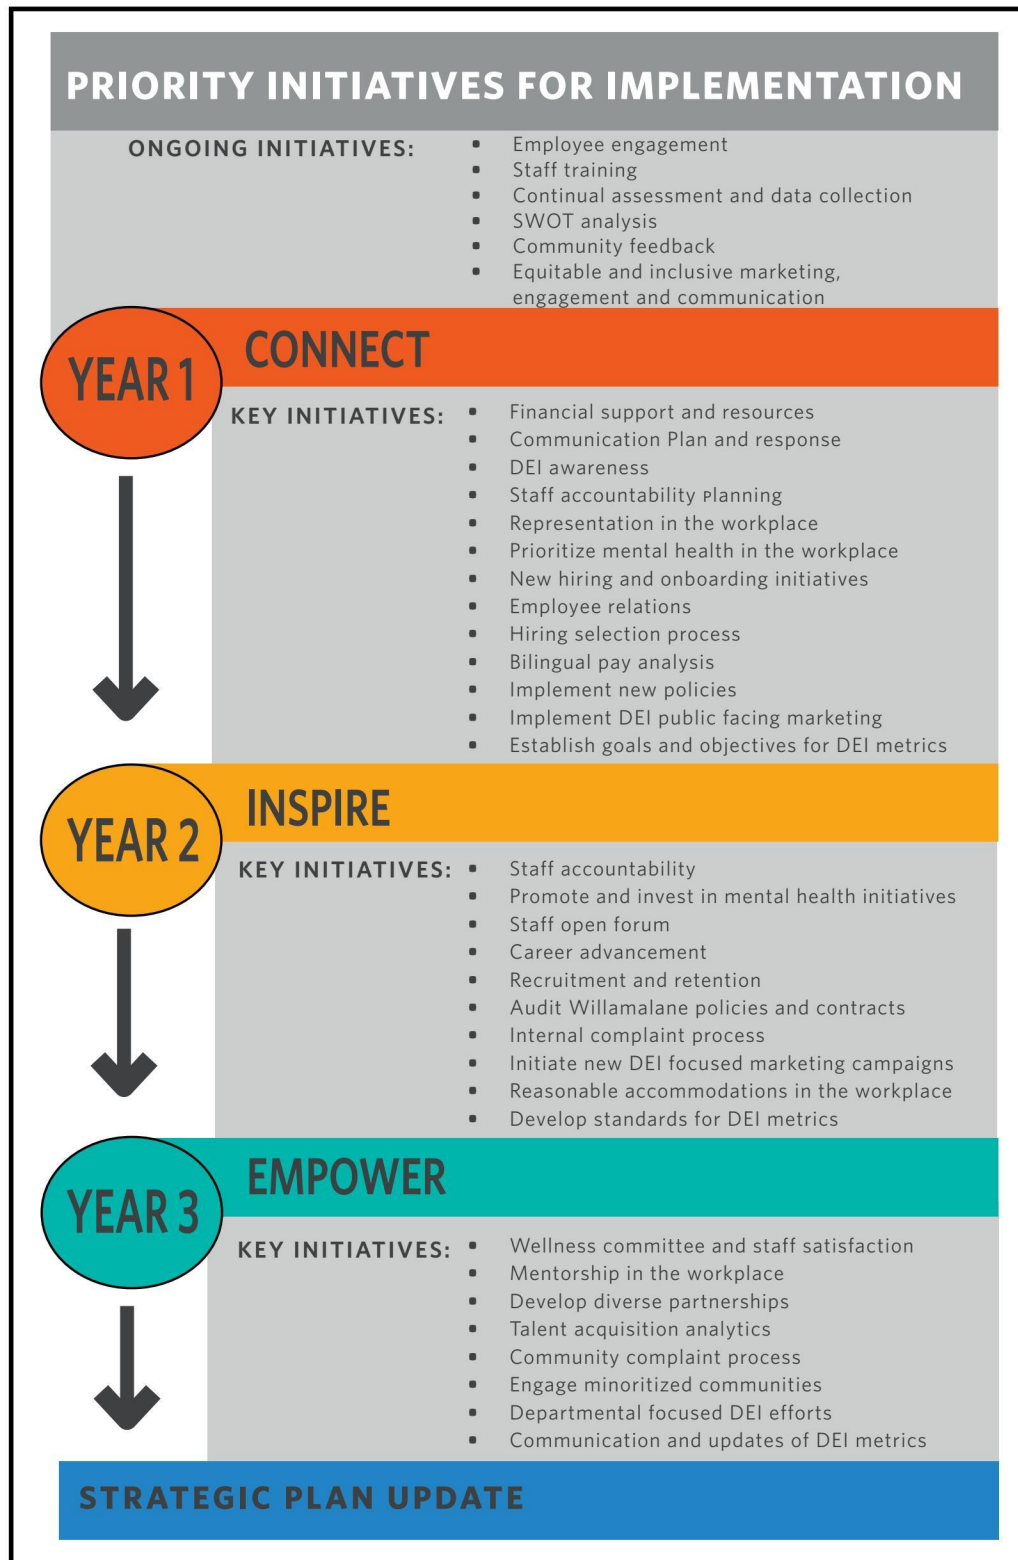 PRIORITY INITIATIVES FOR IMPLEMENTATION
ONGOING INITIATIVES:
▪ Employee engagement
▪ Staff training
▪ Continual assessment and data collection
▪ SWOT analysis
▪ Community feedback
▪ Equitable and inclusive marketing,
engagement and communication
YEAR 1
CONNECT
KEY INITIATIVES:
▪ Financial support and resources
▪ Communication Plan and response
▪ DEI awareness
▪ Staff accountability Planning
▪ Representation in the workplace
▪ Prioritize mental health in the workplace
▪ New hiring and onboarding initiatives
▪ Employee relations
▪ Hiring selection process
▪ Bilingual pay analysis
▪ Implement new policies
▪ Implement DEI public facing marketing
▪ Establish goals and objectives for DEI metrics
YEAR 2
INSPIRE
KEY INITIATIVES:
▪ Staff accountability
▪ Promote and invest in mental health initiatives
▪ Staff open forum
▪ Career advancement
▪ Recruitment and retention
▪ Audit Willamalane policies and contracts
▪ Internal complaint process
▪ Initiate new DEI focused marketing campaigns
▪ Reasonable accommodations in the workplace
▪ Develop standards for DEI metrics
YEAR 3
EMPOWER
KEY INITIATIVES:
▪ Wellness committee and staff satisfaction
▪ Mentorship in the workplace
▪ Develop diverse partnerships
▪ Talent acquisition analytics
▪ Community complaint process
▪ Engage minoritized communities
▪ Departmental focused DEI efforts
▪ Communication and updates of DEI metrics
STRATEGIC PLAN UPDATE